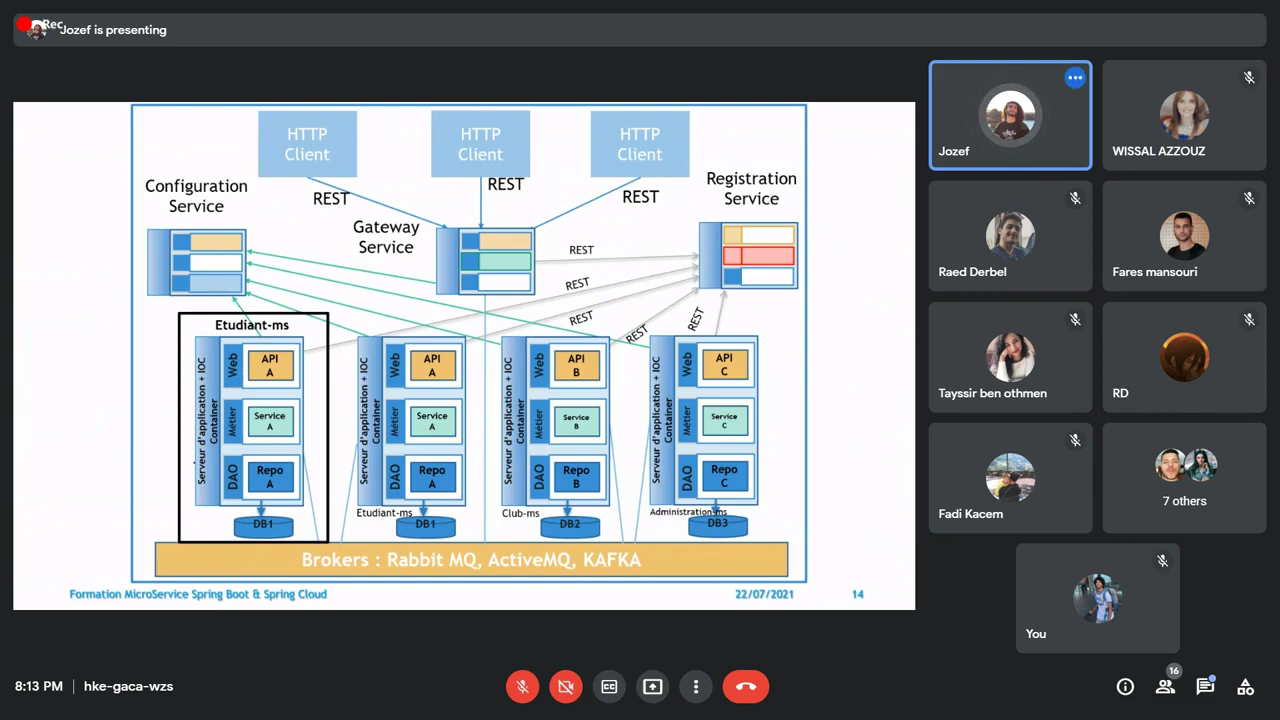 Rec
Jozef is presenting
HTTP
Client
HTTP
Client
HTTP
Client
REST
REST
REST
Configuration
Service
Gateway
Service
Registration
Service
REST
REST
REST
REST
REST
Etudiant-ms
Serveur d'application + IOC
Container
Web
API
A
Métier
Service
A
DAO
Repo
A
DB1
Serveur d'application + IOC
Container
Web
API
A
Métier
Service
A
DAO
Repo
A
Etudiant-ms
DB1
Serveur d'application + IOC
Container
Web
API
B
Métier
Service
B
DAO
Repo
B
Club-ms
DB2
Serveur d'application + IOC
Container
Web
API
C
Métier
Service
C
DAO
Repo
C
Administration-ms
DB3
Brokers : Rabbit MQ, ActiveMQ, KAFKA
Formation MicroService Spring Boot & Spring Cloud
22/07/2021
14
Jozef
WISSAL AZZOUZ
Raed Derbel
Fares mansouri
Tayssir ben othmen
RD
Fadi Kacem
7 others
You
8:13 PM | hke-gaca-wzs
16